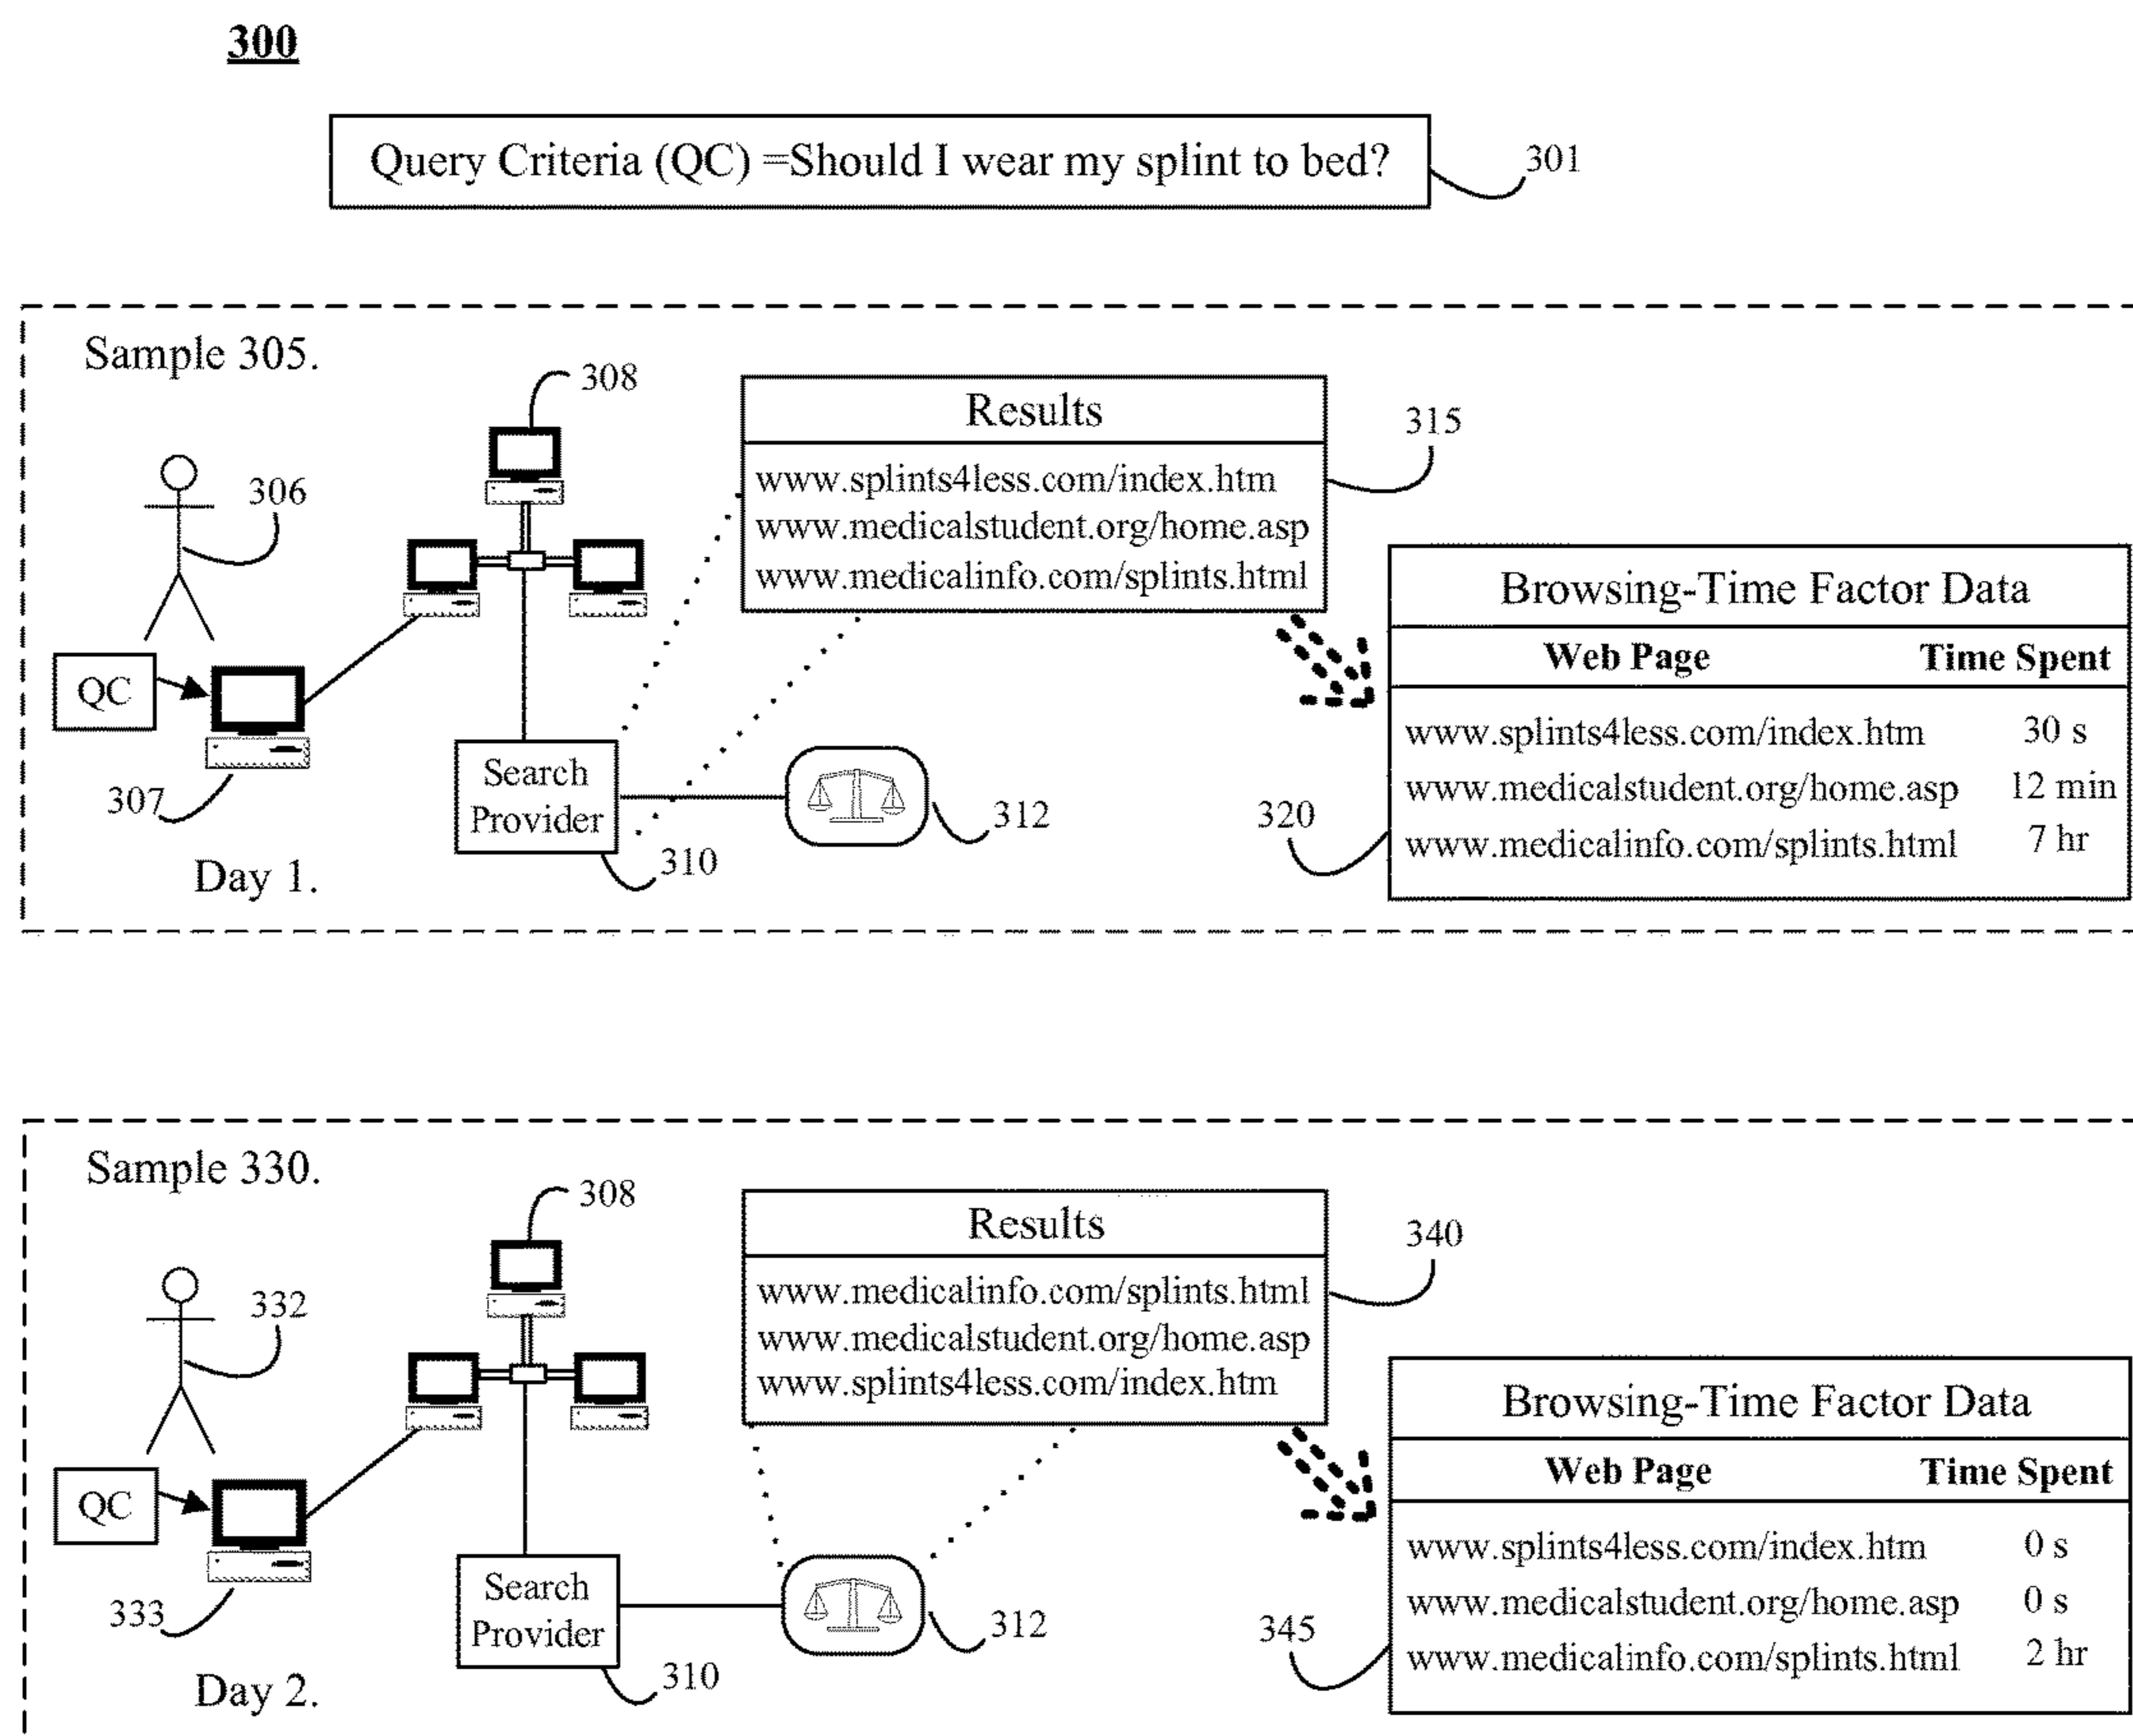 300
Query Criteria (QC) =Should I wear my splint to bed?
301
Sample 305.
308
Results
315
www.splints4less.com/index.htm
www.medicalstudent.org/home.asp
www.medicalinfo.com/splints.html
306
QC
307
Day 1.
Search
Provider
310
312
Browsing-Time Factor Data
Web Page Time Spent
www.splints4less.com/index.htm 30 s
www.medicalstudent.org/home.asp 12 min
www.medicalinfo.com/splints.html 7 hr
320
Sample 330.
308
Results
340
www.medicalinfo.com/splints.html
www.medicalstudent.org/home.asp
www.splints4less.com/index.htm
332
QC
333
Day 2.
Search
Provider
310
312
Browsing-Time Factor Data
Web Page Time Spent
www.splints4less.com/index.htm 0 s
www.medicalstudent.org/home.asp 0 s
www.medicalinfo.com/splints.html 2 hr
345